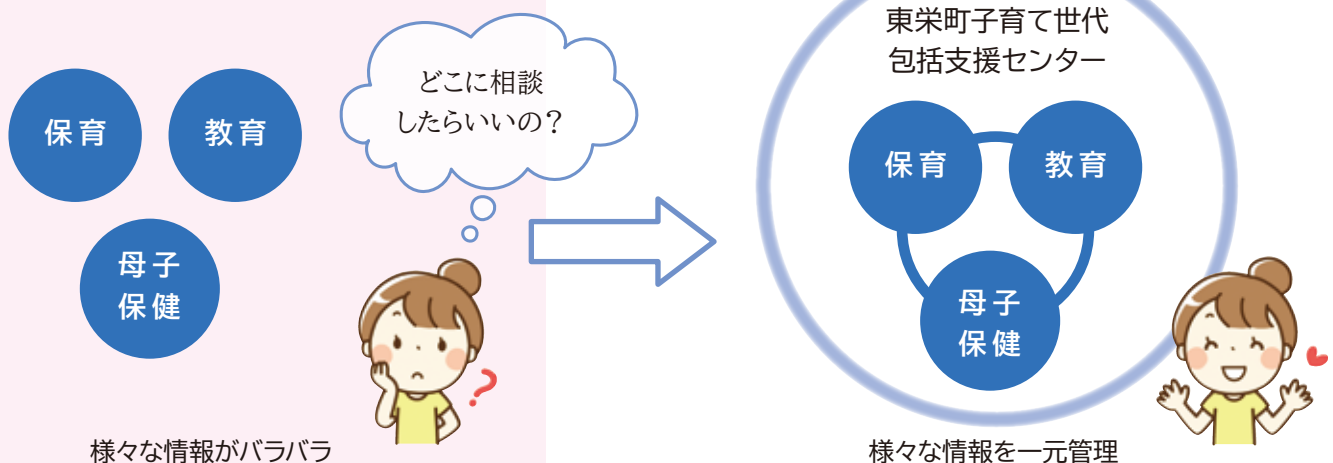 保育
教育
母子
保健
どこに相談
したらいいの？
様々な情報がバラバラ
東栄町子育て世代
包括支援センター
保育
教育
母子
保健
様々な情報を一元管理